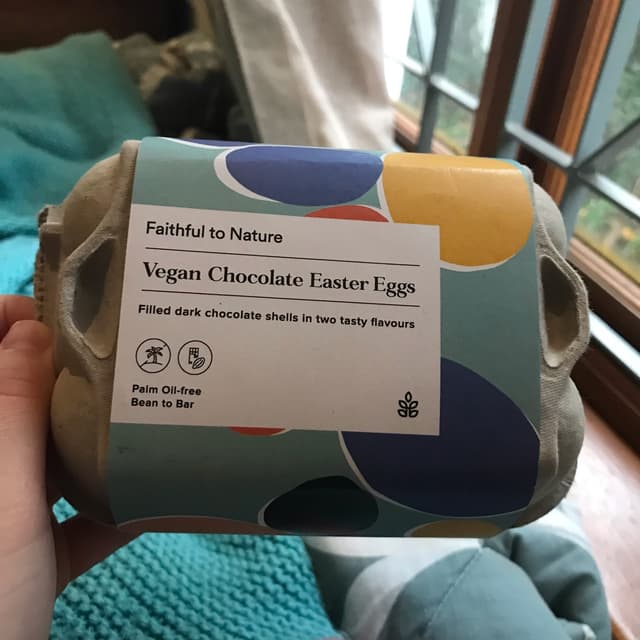 Faithful to Nature
Vegan Chocolate Easter Eggs
Filled dark chocolate shells in two tasty flavours
Palm Oil-free
Bean to Bar